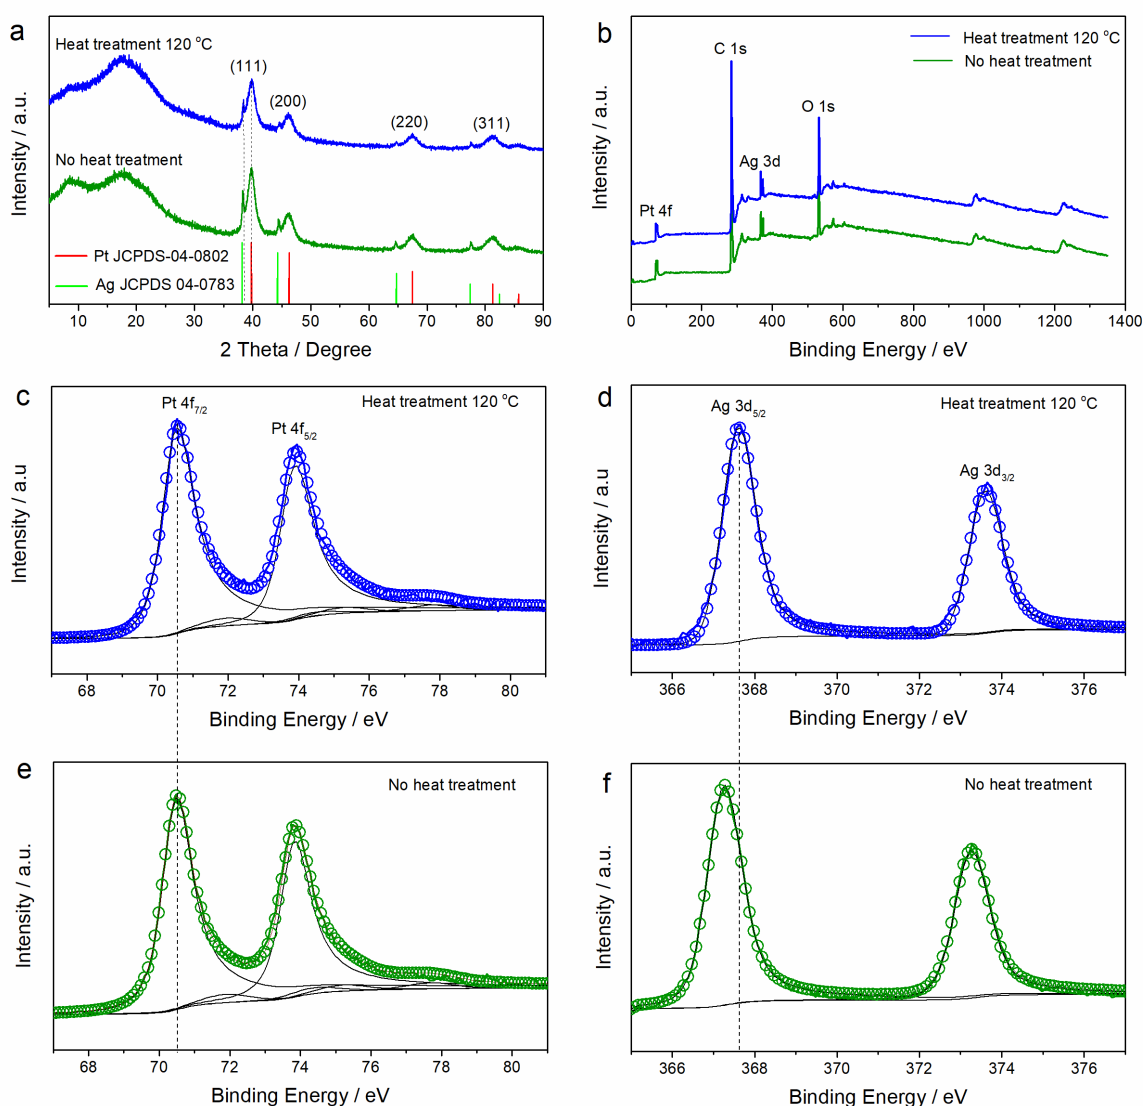 a
Heat treatment 120 °C
(111)
(200)
(220)
(311)
No heat treatment
Pt JCPDS-04-0802
Ag JCPDS 04-0783
Intensity / a.u.
10 20 30 40 50 60 70 80 90
2 Theta / Degree
b
Heat treatment 120 °C
No heat treatment
C 1s
O 1s
Ag 3d
Pt 4f
Intensity / a.u.
0 200 400 600 800 1000 1200 1400
Binding Energy / eV
c
Pt 4f7/2
Pt 4f5/2
Heat treatment 120 °C
Intensity / a.u
68 70 72 74 76 78 80
Binding Energy / eV
d
Ag 3d5/2
Ag 3d3/2
Heat treatment 120 °C
Intensity / a.u
366 368 370 372 374 376
Binding Energy / eV
e
No heat treatment
Intensity / a.u.
68 70 72 74 76 78 80
Binding Energy / eV
f
No heat treatment
Intensity / a.u.
366 368 370 372 374 376
Binding Energy / eV